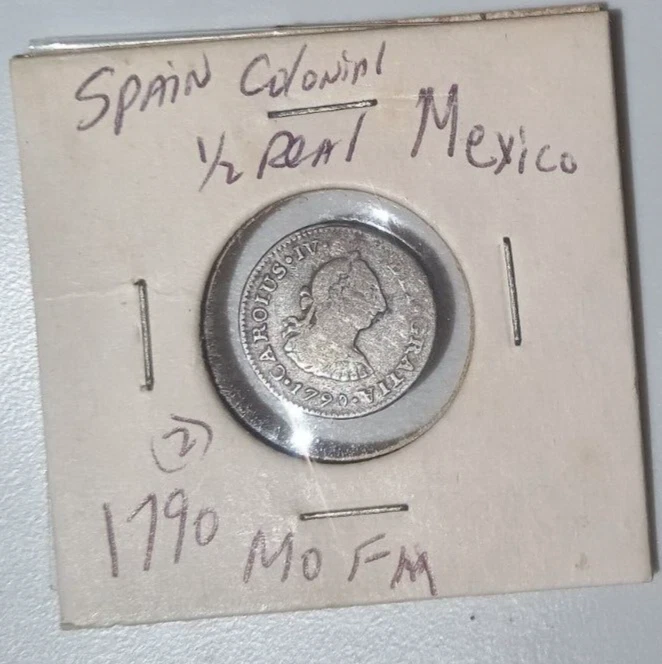 SPAIN Colonial
1/2 Real Mexico
·CAROLUS·IV·
GRATIA·
·1790·
②
1790 Mo FM